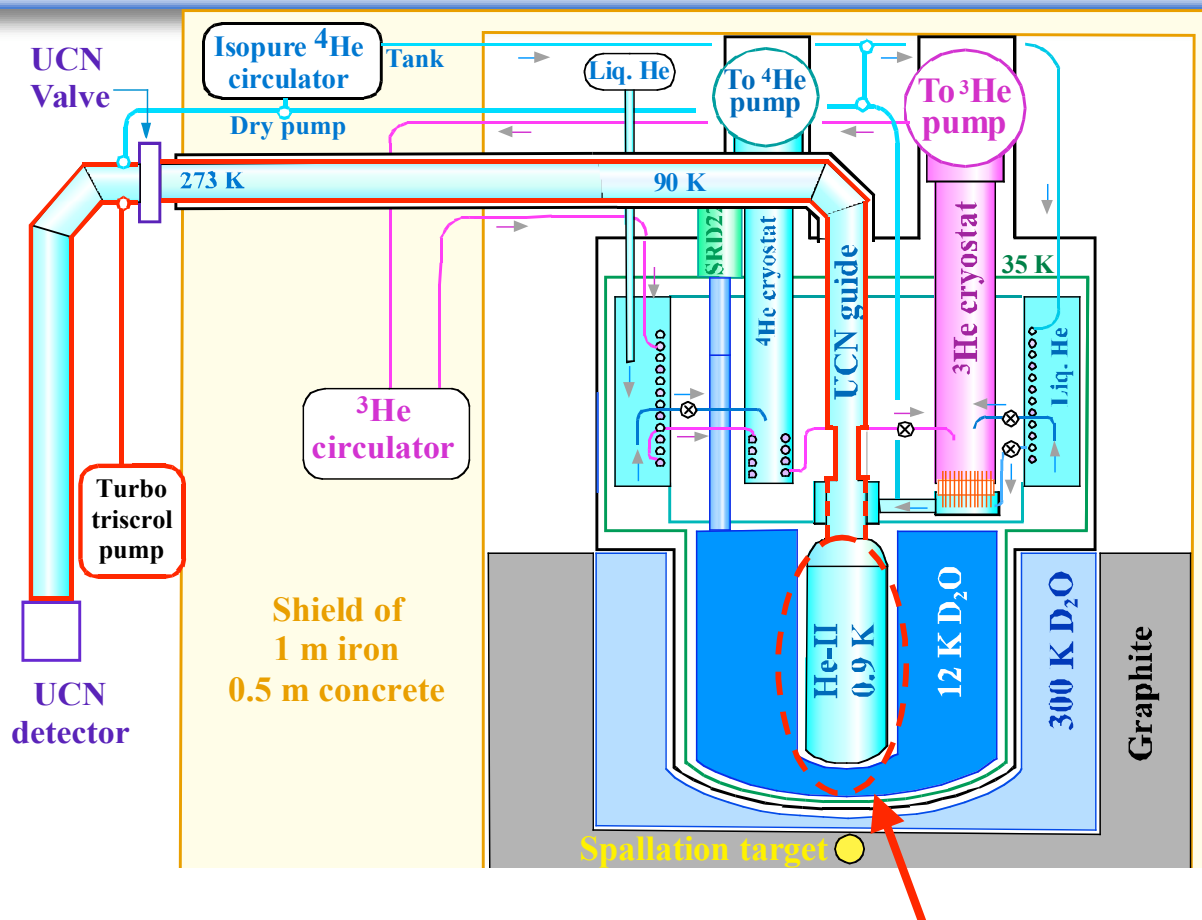 UCN
Valve
Isopure ⁴He
circulator
Tank
Dry pump
Liq. He
To ⁴He
pump
To ³He
pump
273 K
90 K
SRD22
⁴He cryostat
UCN guide
³He cryostat
35 K
Liq. He
³He
circulator
Turbo
triscrol
pump
UCN
detector
Shield of
1 m iron
0.5 m concrete
He-II
0.9 K
12 K D₂O
300 K D₂O
Graphite
Spallation target